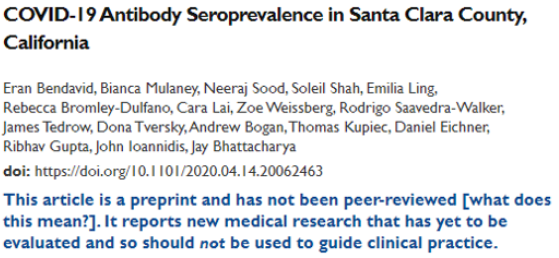 COVID-19 Antibody Seroprevalence in Santa Clara County,
California
Eran Bendavid, Bianca Mulaney, Neeraj Sood, Soleil Shah, Emilia Ling,
Rebecca Bromley-Dulfano, Cara Lai, Zoe Weissberg, Rodrigo Saavedra-Walker,
James Tedrow, Dona Tversky, Andrew Bogan, Thomas Kupiec, Daniel Eichner,
Ribhav Gupta, John Ioannidis, Jay Bhattacharya
doi: https://doi.org/10.1101/2020.04.14.20062463
This article is a preprint and has not been peer-reviewed [what does
this mean?]. It reports new medical research that has yet to be
evaluated and so should not be used to guide clinical practice.